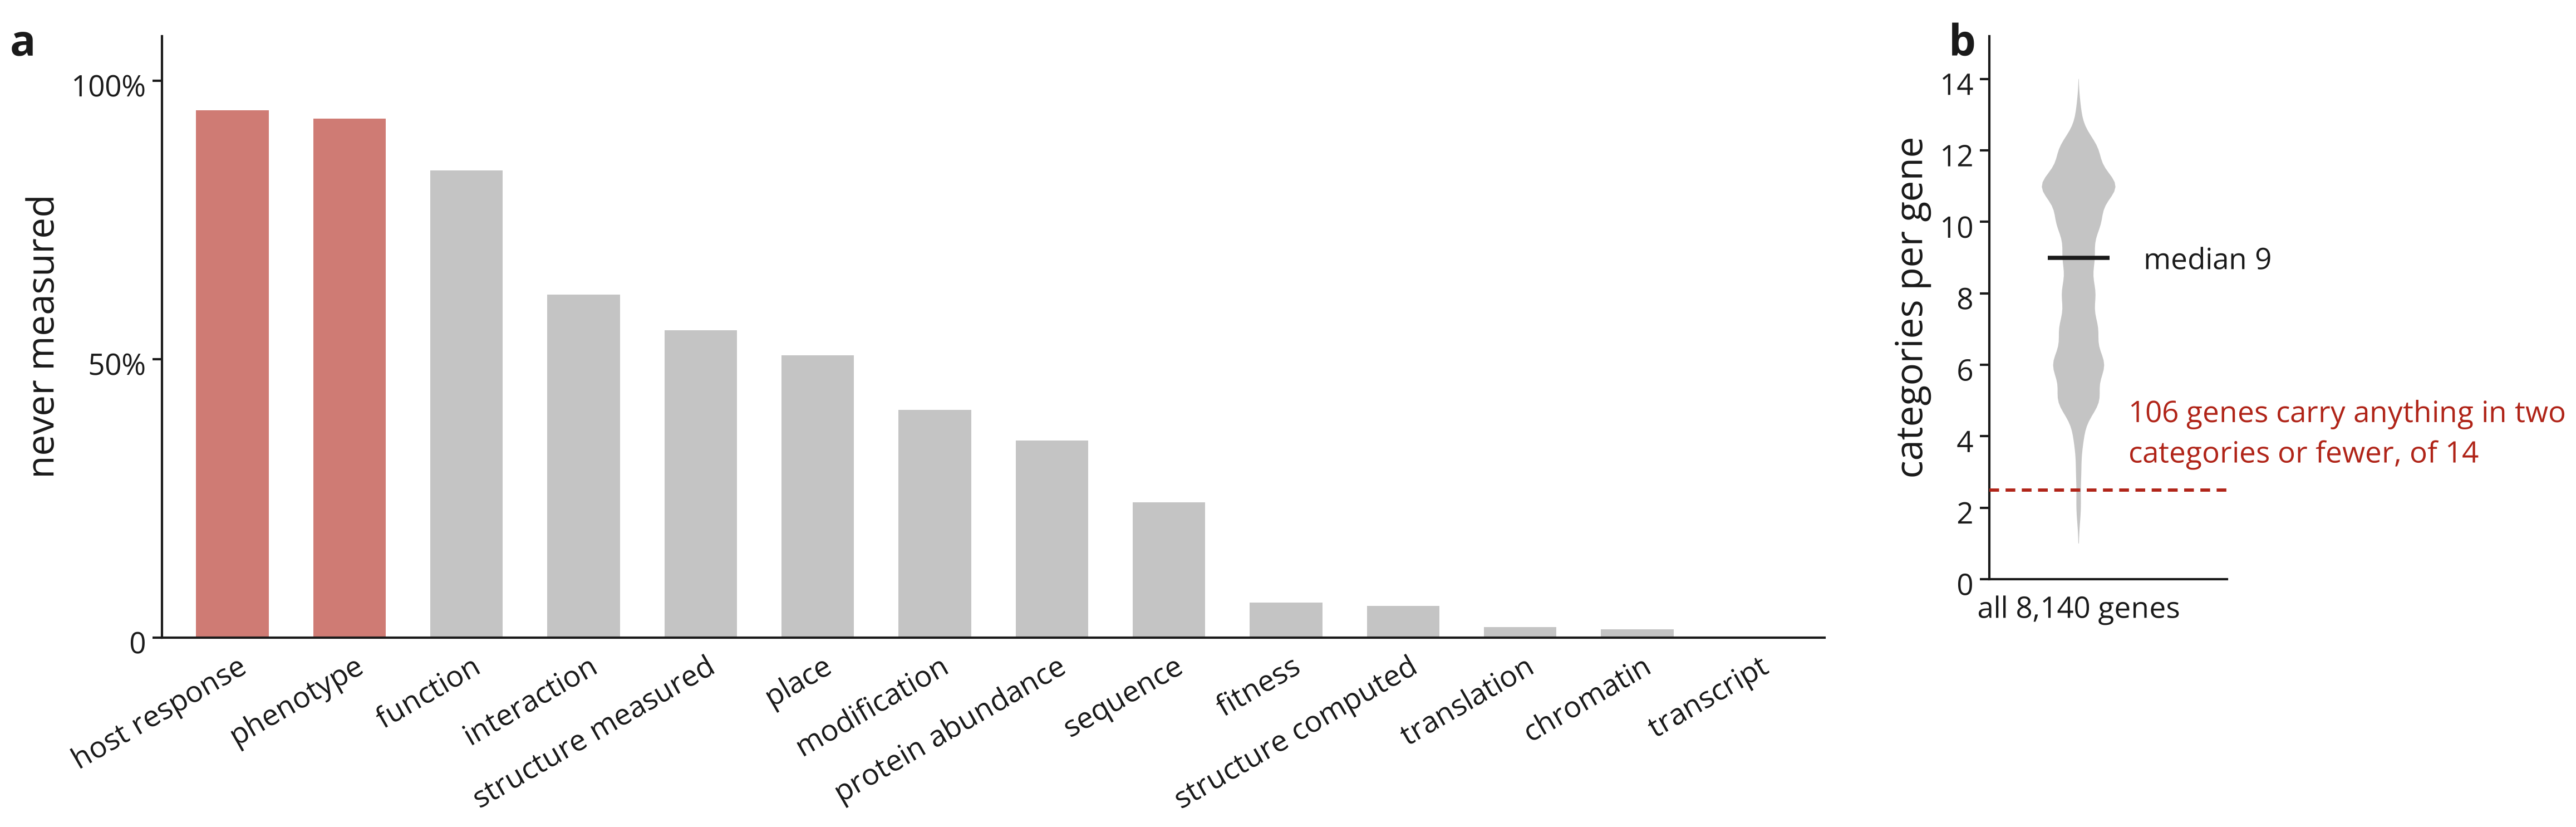 a
100%
50%
0
never measured
host response
phenotype
function
interaction
structure measured
place
modification
protein abundance
sequence
fitness
structure computed
translation
chromatin
transcript
b
14
12
10
8
6
4
2
0
categories per gene
median 9
106 genes carry anything in two
categories or fewer, of 14
all 8,140 genes